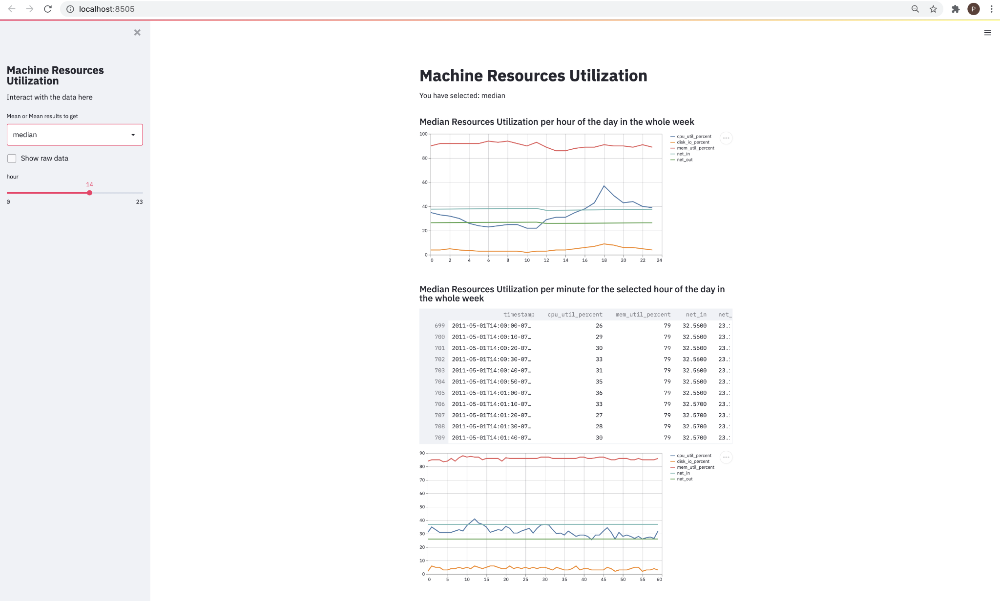 localhost:8505
P
Machine Resources
Utilization
Interact with the data here
Mean or Mean results to get
median
Show raw data
hour
14
0 23
Machine Resources Utilization
You have selected: median
Median Resources Utilization per hour of the day in the whole week
100
80
60
40
20
0
0 2 4 6 8 10 12 14 16 18 20 22 24
cpu_util_percent
disk_io_percent
mem_util_percent
net_in
net_out
Median Resources Utilization per minute for the selected hour of the day in
the whole week
timestamp cpu_util_percent mem_util_percent net_in net_
699 2011-05-01T14:00:00-07… 26 79 32.5600 23.
700 2011-05-01T14:00:10-07… 29 79 32.5600 23.
701 2011-05-01T14:00:20-07… 30 79 32.5600 23.
702 2011-05-01T14:00:30-07… 33 79 32.5600 23.
703 2011-05-01T14:00:40-07… 31 79 32.5600 23.
704 2011-05-01T14:00:50-07… 35 79 32.5600 23.
705 2011-05-01T14:01:00-07… 36 79 32.5600 23.
706 2011-05-01T14:01:10-07… 33 79 32.5700 23.
707 2011-05-01T14:01:20-07… 27 79 32.5700 23.
708 2011-05-01T14:01:30-07… 28 79 32.5700 23.
709 2011-05-01T14:01:40-07… 30 79 32.5700 23.
90
80
70
60
50
40
30
20
10
0
0 5 10 15 20 25 30 35 40 45 50 55 60
cpu_util_percent
disk_io_percent
mem_util_percent
net_in
net_out